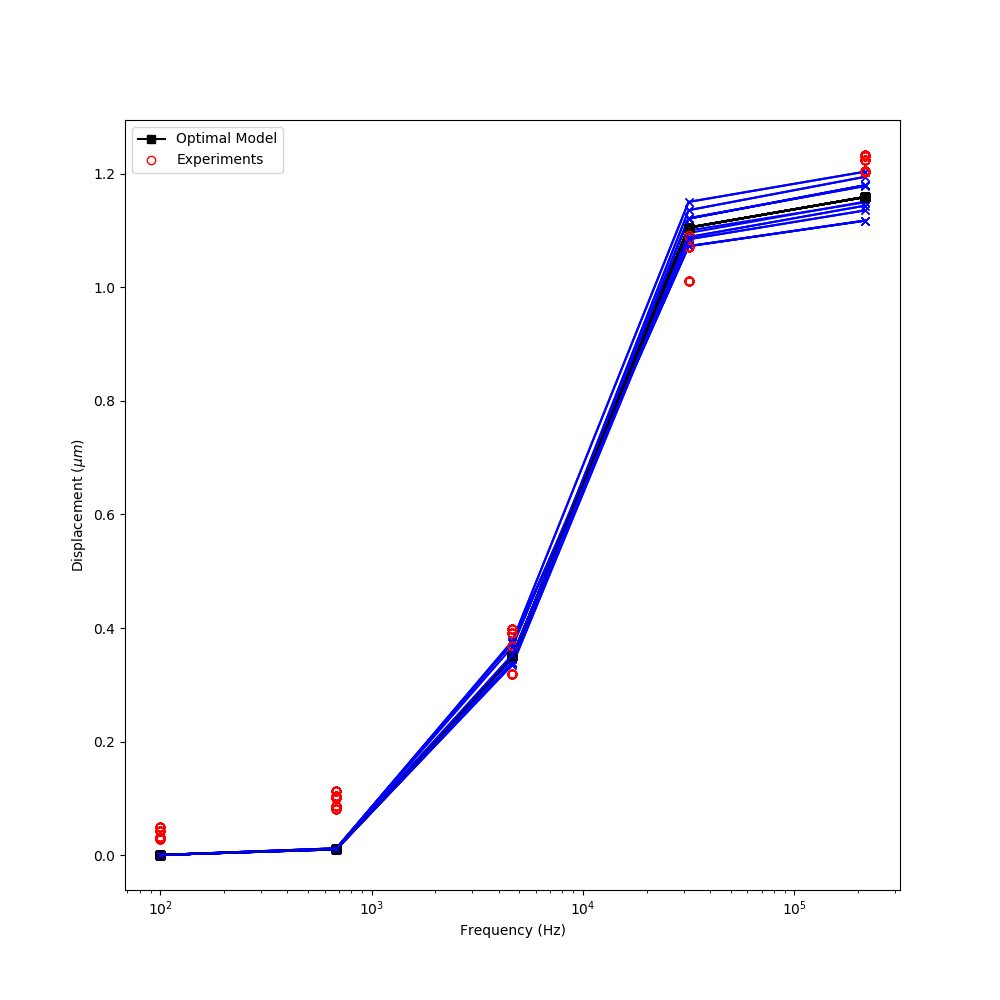 Optimal Model
Experiments
1.2
1.0
0.8
0.6
0.4
0.2
0.0
Displacement (μm)
10²
10³
10⁴
10⁵
Frequency (Hz)